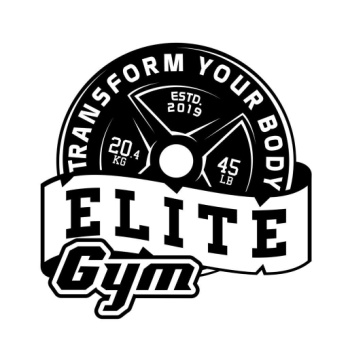 TRANSFORM YOUR BODY
ESTD.
2019
20.4
KG
45
LB
ELITE
Gym